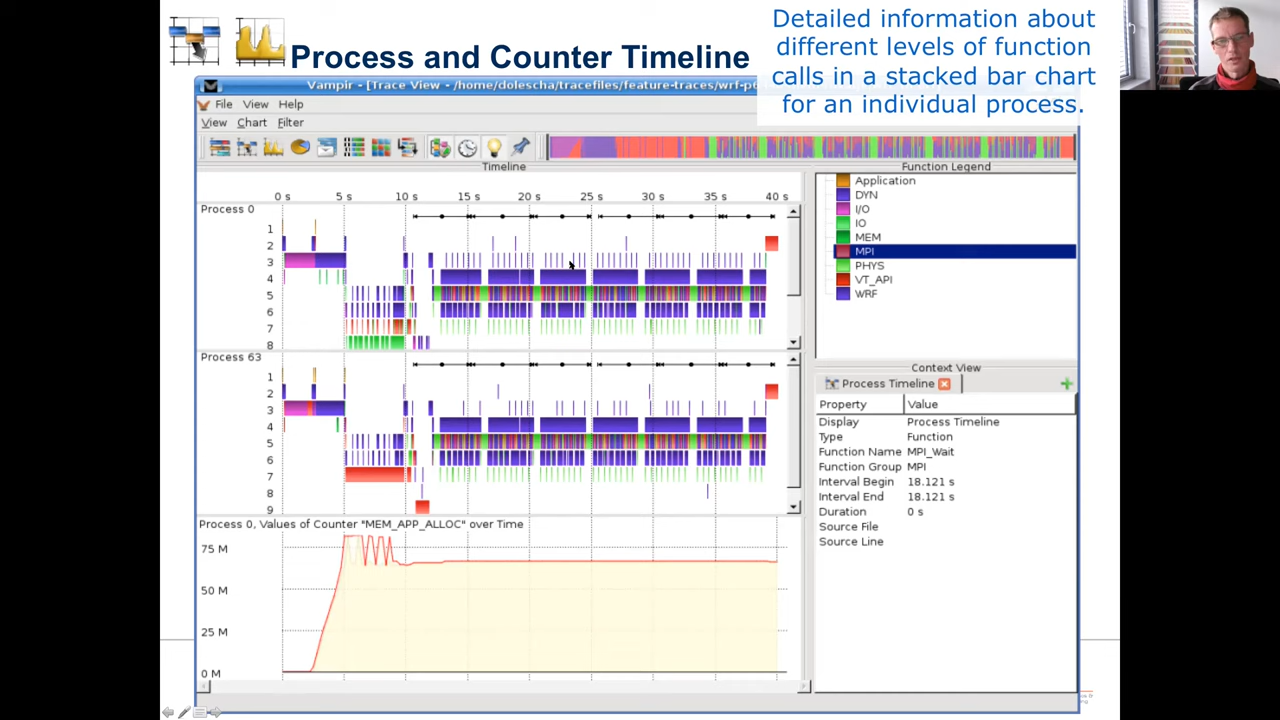 Process and Counter Timeline
Detailed information about
different levels of function
calls in a stacked bar chart
for an individual process.
Vampir - [Trace View - /home/dolescha/tracefiles/feature-traces/wrf-p6
File View Help
View Chart Filter
Timeline
0 s 5 s 10 s 15 s 20 s 25 s 30 s 35 s 40 s
Process 0
1
2
3
4
5
6
7
8
Process 63
1
2
3
4
5
6
7
8
9
Process 0, Values of Counter "MEM_APP_ALLOC" over Time
75 M
50 M
25 M
0 M
Function Legend
Application
DYN
I/O
IO
MEM
MPI
PHYS
VT_API
WRF
Context View
Process Timeline
Property Value
Display Process Timeline
Type Function
Function Name MPI_Wait
Function Group MPI
Interval Begin 18.121 s
Interval End 18.121 s
Duration 0 s
Source File
Source Line